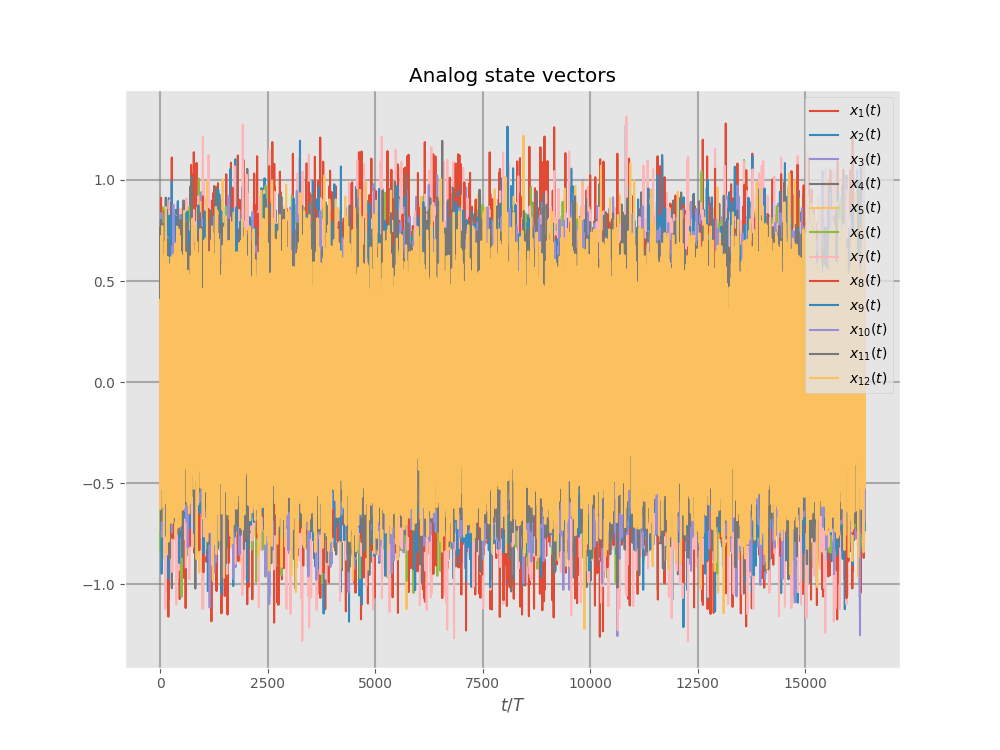 Analog state vectors
1.0
0.5
0.0
−0.5
−1.0
0 2500 5000 7500 10000 12500 15000
t/T
x₁(t)
x₂(t)
x₃(t)
x₄(t)
x₅(t)
x₆(t)
x₇(t)
x₈(t)
x₉(t)
x₁₀(t)
x₁₁(t)
x₁₂(t)